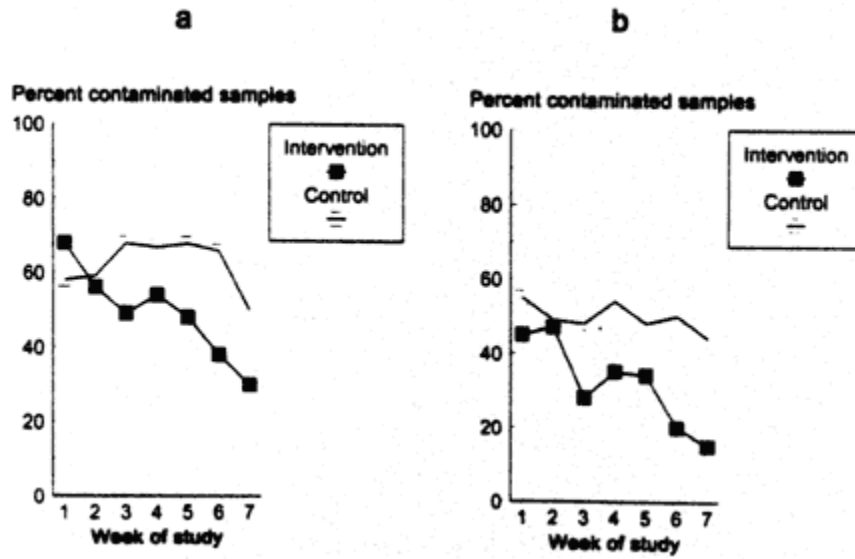 a
Percent contaminated samples
100
80
60
40
20
0
1 2 3 4 5 6 7
Week of study
Intervention
Control
b
Percent contaminated samples
100
80
60
40
20
0
1 2 3 4 5 6 7
Week of study
Intervention
Control